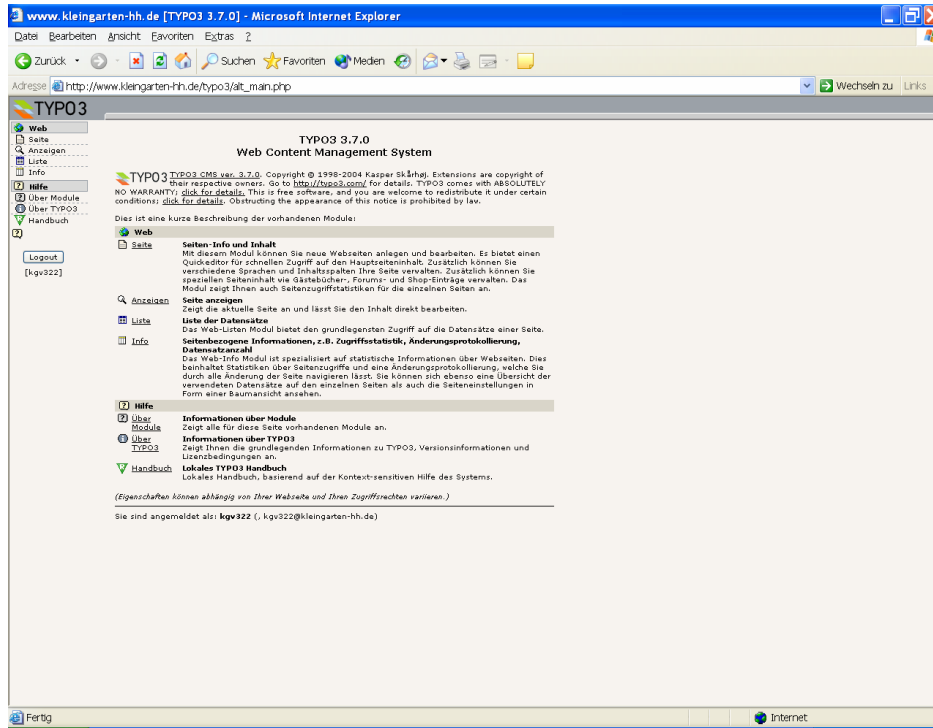 www.kleingarten-hh.de [TYPO3 3.7.0] - Microsoft Internet Explorer
Datei Bearbeiten Ansicht Favoriten Extras ?
Zurück Suchen Favoriten Medien
Adresse http://www.kleingarten-hh.de/typo3/alt_main.php Wechseln zu Links
TYPO3
Web
Seite
Anzeigen
Liste
Info
Hilfe
Über Module
Über TYPO3
Handbuch
Logout
[kgv322]
TYPO3 3.7.0
Web Content Management System
TYPO3 TYPO3 CMS ver. 3.7.0. Copyright © 1998-2004 Kasper Skårhøj. Extensions are copyright of
their respective owners. Go to http://typo3.com/ for details. TYPO3 comes with ABSOLUTELY
NO WARRANTY; click for details. This is free software, and you are welcome to redistribute it under certain
conditions; click for details. Obstructing the appearance of this notice is prohibited by law.
Dies ist eine kurze Beschreibung der vorhandenen Module:
Web
Seite Seiten-Info und Inhalt
Mit diesem Modul können Sie neue Webseiten anlegen und bearbeiten. Es bietet einen
Quickeditor für schnellen Zugriff auf den Hauptseiteninhalt. Zusätzlich können Sie
verschiedene Sprachen und Inhaltsspalten Ihre Seite verwalten. Zusätzlich können Sie
speziellen Seiteninhalt wie Gästebücher-, Forums- und Shop-Einträge verwalten. Das
Modul zeigt Ihnen auch Seitenzugriffstatistiken für die einzelnen Seiten an.
Anzeigen Seite anzeigen
Zeigt die aktuelle Seite an und lässt Sie den Inhalt direkt bearbeiten.
Liste Liste der Datensätze
Das Web-Listen Modul bietet den grundlegensten Zugriff auf die Datensätze einer Seite.
Info Seitenbezogene Informationen, z.B. Zugriffsstatistik, Änderungsprotokollierung,
Datensatzanzahl
Das Web-Info Modul ist spezialisiert auf statistische Informationen über Webseiten. Dies
beinhaltet Statistiken über Seitenzugriffe und eine Änderungsprotokollierung, welche Sie
durch alle Änderung der Seite navigieren lässt. Sie können sich ebenso eine Übersicht der
verwendeten Datensätze auf den einzelnen Seiten als auch die Seiteneinstellungen in
Form einer Baumansicht ansehen.
Hilfe
Über Module Informationen über Module
Zeigt alle für diese Seite vorhandenen Module an.
Über TYPO3 Informationen über TYPO3
Zeigt Ihnen die grundlegenden Informationen zu TYPO3, Versionsinformationen und
Lizenzbedingungen an.
Handbuch Lokales TYPO3 Handbuch
Lokales Handbuch, basierend auf der Kontext-sensitiven Hilfe des Systems.
(Eigenschaften können abhängig von Ihrer Webseite und Ihren Zugriffsrechten variieren.)
Sie sind angemeldet als: kgv322 (, kgv322@kleingarten-hh.de)
Fertig Internet